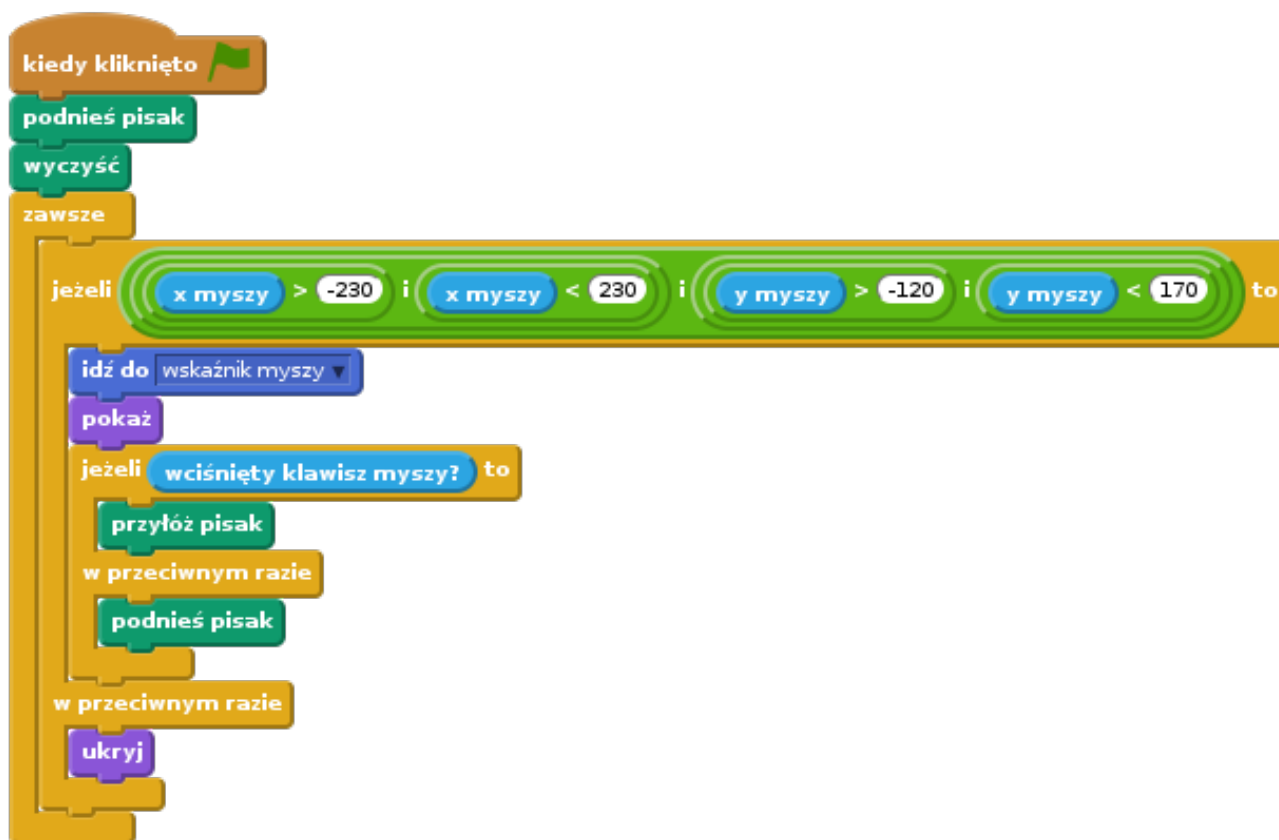 kiedy kliknięto
podnieś pisak
wyczyść
zawsze
jeżeli x myszy > -230 i x myszy < 230 i y myszy > -120 i y myszy < 170 to
idź do wskaźnik myszy ▼
pokaż
jeżeli wciśnięty klawisz myszy? to
przyłóż pisak
w przeciwnym razie
podnieś pisak
w przeciwnym razie
ukryj